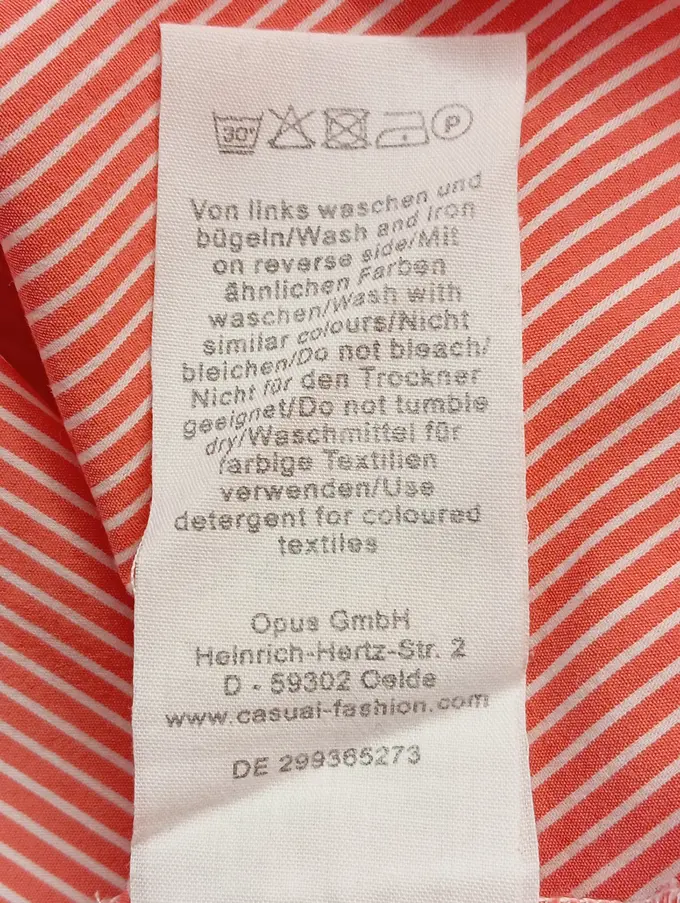 30°
P
Von links waschen und
bügeln/Wash and iron
on reverse side/Mit
ähnlichen Farben
waschen/Wash with
similar colours/Nicht
bleichen/Do not bleach/
Nicht für den Trockner
geeignet/Do not tumble
dry/Waschmittel für
farbige Textilien
verwenden/Use
detergent for coloured
textiles
Opus GmbH
Heinrich-Hertz-Str. 2
D - 59302 Oelde
www.casual-fashion.com
DE 299365273